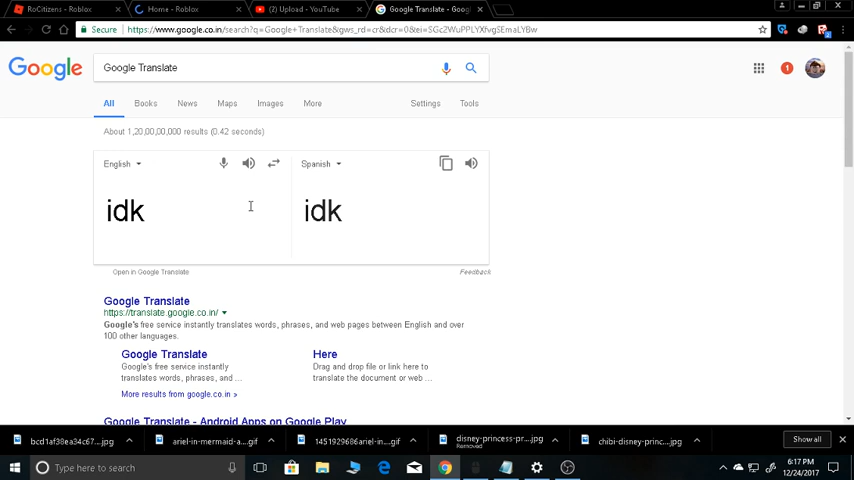 RoCitizens - Roblox
Home - Roblox
(2) Upload - YouTube
Google Translate - Goog
Secure
https://www.google.co.in/search?q=Google+Translate&gws_rd=cr&dcr=0&ei=SGc2WuPPLYXfvgSEmaLYBw
Google
Google Translate
1
All
Books
News
Maps
Images
More
Settings
Tools
About 1,20,00,00,000 results (0.42 seconds)
English
Spanish
idk
idk
Open in Google Translate
Feedback
Google Translate
https://translate.google.co.in/
Google's free service instantly translates words, phrases, and web pages between English and over
100 other languages.
Google Translate
Google's free service instantly
translates words, phrases, and ...
Here
Drag and drop file or link here to
translate the document or web ...
More results from google.co.in »
Google Translate - Android Apps on Google Play
bcd1af38ea34c67....jpg
ariel-in-mermaid-a....gif
1451929686ariel-in....gif
disney-princess-pr....jpg
Removed
chibi-disney-princ....jpg
Show all
Type here to search
6:17 PM
12/24/2017